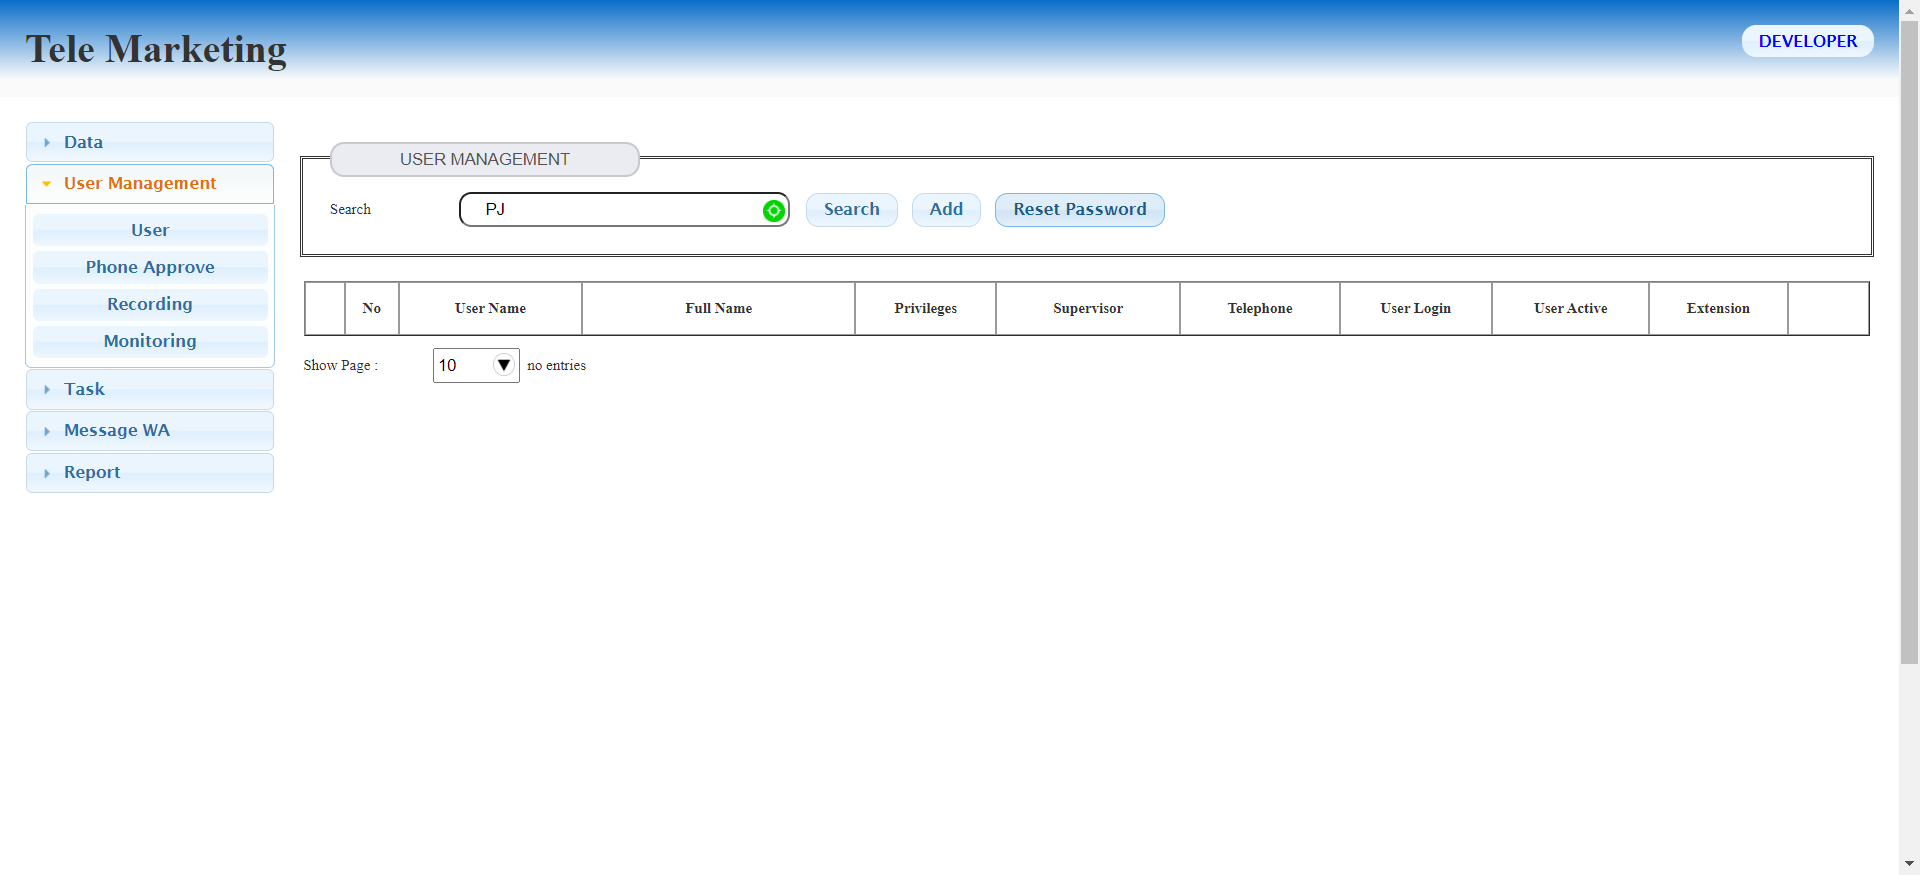 Tele Marketing
DEVELOPER
Data
User Management
User
Phone Approve
Recording
Monitoring
Task
Message WA
Report
USER MANAGEMENT
Search PJ Search Add Reset Password
No User Name Full Name Privileges Supervisor Telephone User Login User Active Extension
Show Page : 10 no entries